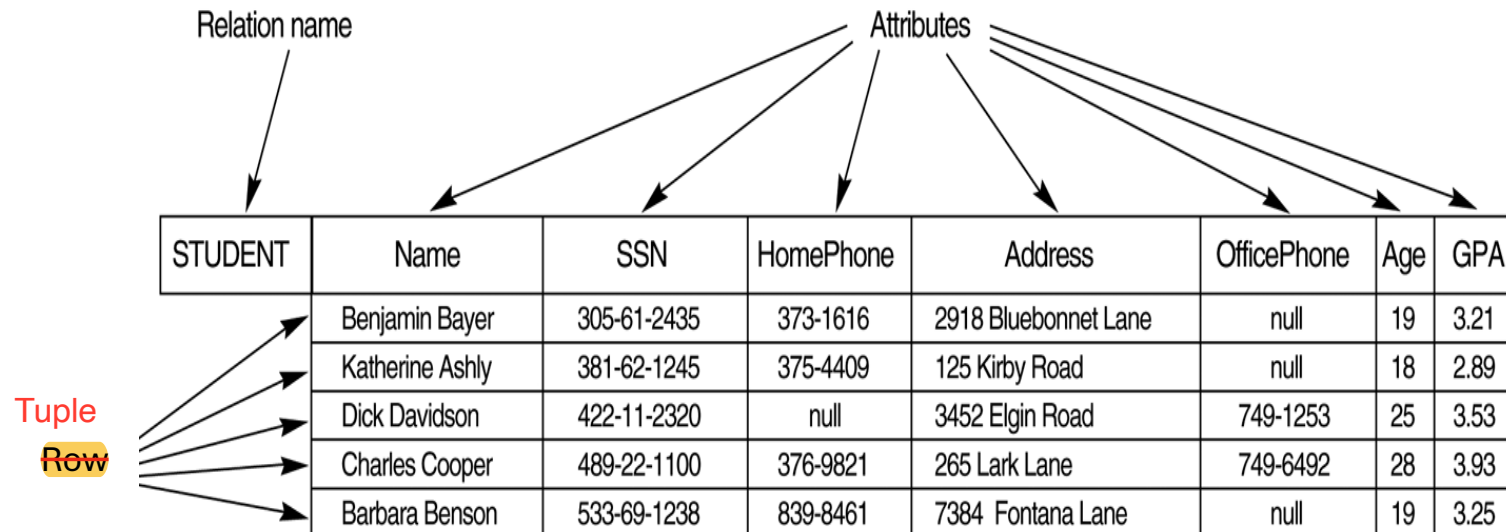 Relation name Attributes
STUDENT Name SSN HomePhone Address OfficePhone Age GPA
Benjamin Bayer 305-61-2435 373-1616 2918 Bluebonnet Lane null 19 3.21
Katherine Ashly 381-62-1245 375-4409 125 Kirby Road null 18 2.89
Tuple
Dick Davidson 422-11-2320 null 3452 Elgin Road 749-1253 25 3.53
Row
Charles Cooper 489-22-1100 376-9821 265 Lark Lane 749-6492 28 3.93
Barbara Benson 533-69-1238 839-8461 7384 Fontana Lane null 19 3.25